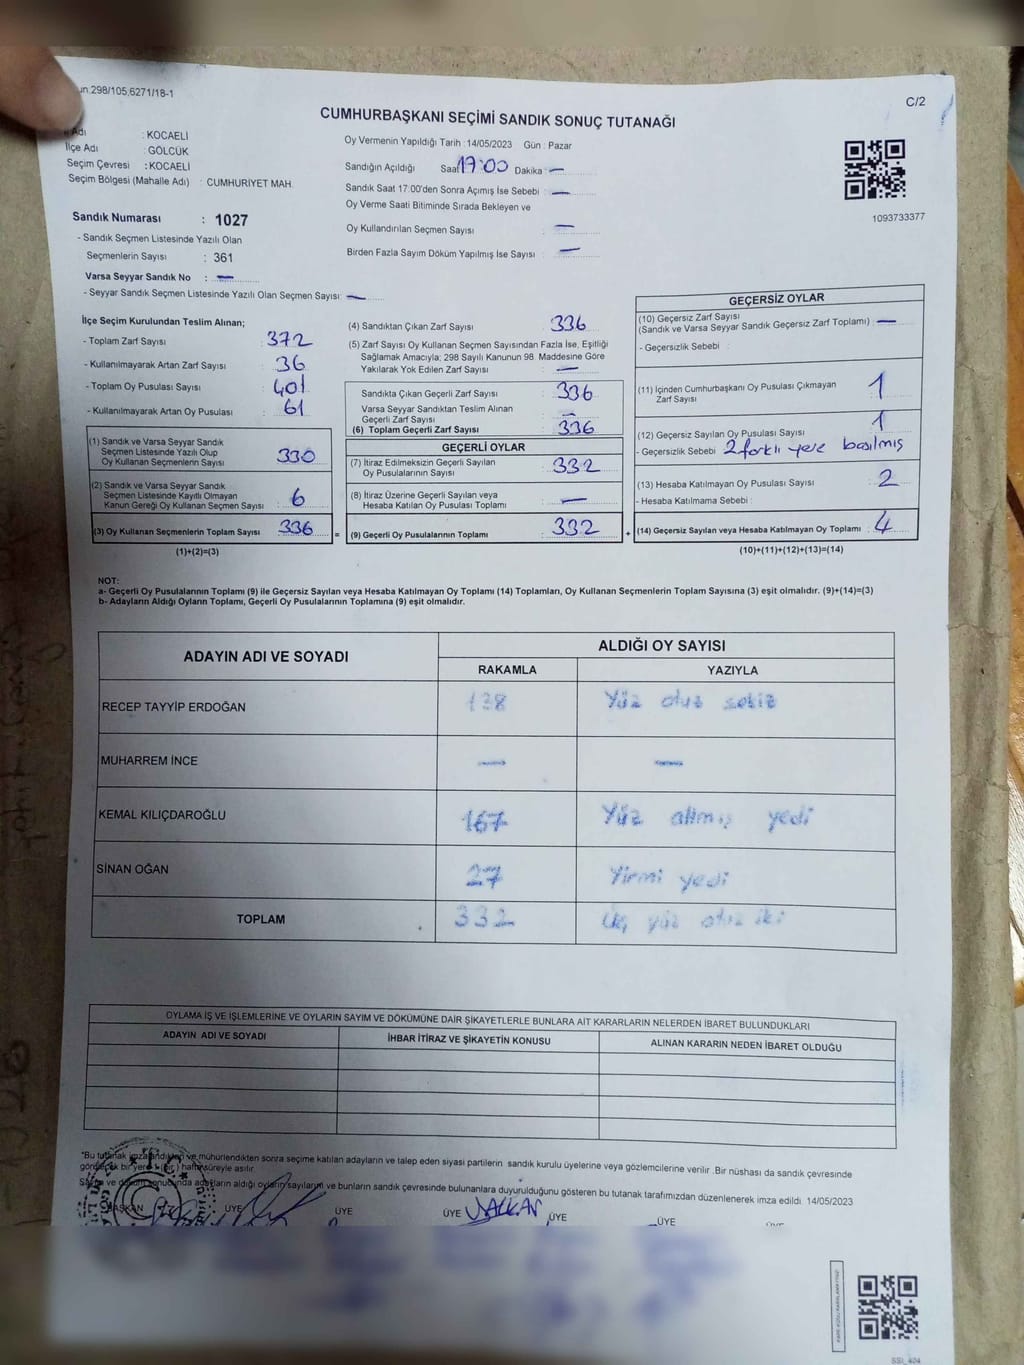 un.298/105,6271/18-1
C/2
CUMHURBAŞKANI SEÇİMİ SANDIK SONUÇ TUTANAĞI
İl Adı : KOCAELİ
İlçe Adı : GÖLCÜK
Seçim Çevresi : KOCAELİ
Seçim Bölgesi (Mahalle Adı) : CUMHURİYET MAH.
Sandık Numarası : 1027
- Sandık Seçmen Listesinde Yazılı Olan
Seçmenlerin Sayısı : 361
Varsa Seyyar Sandık No : —
- Seyyar Sandık Seçmen Listesinde Yazılı Olan Seçmen Sayısı: —
Oy Vermenin Yapıldığı Tarih : 14/05/2023 Gün : Pazar
Sandığın Açıldığı Saat 17:00 Dakika —
Sandık Saat 17.00'den Sonra Açımış İse Sebebi : —
Oy Verme Saati Bitiminde Sırada Bekleyen ve
Oy Kullandırılan Seçmen Sayısı : —
Birden Fazla Sayım Döküm Yapılmış İse Sayısı : —
1093733377
İlçe Seçim Kurulundan Teslim Alınan;
- Toplam Zarf Sayısı : 372
- Kullanılmayarak Artan Zarf Sayısı : 36
- Toplam Oy Pusulası Sayısı : 401
- Kullanılmayarak Artan Oy Pusulası : 61
(1) Sandık ve Varsa Seyyar Sandık
Seçmen Listesinde Yazılı Olup
Oy Kullanan Seçmenlerin Sayısı : 330
(2) Sandık ve Varsa Seyyar Sandık
Seçmen Listesinde Kayıtlı Olmayan
Kanun Gereği Oy Kullanan Seçmen Sayısı : 6
(3) Oy Kullanan Seçmenlerin Toplam Sayısı : 336
(1)+(2)=(3)
(4) Sandıktan Çıkan Zarf Sayısı : 336
(5) Zarf Sayısı Oy Kullanan Seçmen Sayısından Fazla İse, Eşitliği
Sağlamak Amacıyla; 298 Sayılı Kanunun 98. Maddesine Göre
Yakılarak Yok Edilen Zarf Sayısı : —
Sandıkta Çıkan Geçerli Zarf Sayısı : 336
Varsa Seyyar Sandıktan Teslim Alınan
Geçerli Zarf Sayısı : —
(6) Toplam Geçerli Zarf Sayısı : 336
GEÇERLİ OYLAR
(7) İtiraz Edilmeksizin Geçerli Sayılan
Oy Pusulalarının Sayısı : 332
(8) İtiraz Üzerine Geçerli Sayılan veya
Hesaba Katılan Oy Pusulası Toplamı : —
= (9) Geçerli Oy Pusulalarının Toplamı : 332
GEÇERSİZ OYLAR
(10) Geçersiz Zarf Sayısı
(Sandık ve Varsa Seyyar Sandık Geçersiz Zarf Toplamı) : —
- Geçersizlik Sebebi :
(11) İçinden Cumhurbaşkanı Oy Pusulası Çıkmayan
Zarf Sayısı : 1
(12) Geçersiz Sayılan Oy Pusulası Sayısı : 1
- Geçersizlik Sebebi 2 farklı yere basılmış
(13) Hesaba Katılmayan Oy Pusulası Sayısı : 2
- Hesaba Katılmama Sebebi :
+ (14) Geçersiz Sayılan veya Hesaba Katılmayan Oy Toplamı : 4
(10)+(11)+(12)+(13)=(14)
NOT:
a- Geçerli Oy Pusulalarının Toplamı (9) ile Geçersiz Sayılan veya Hesaba Katılmayan Oy Toplamı (14) Toplamları, Oy Kullanan Seçmenlerin Toplam Sayısına (3) eşit olmalıdır. (9)+(14)=(3)
b- Adayların Aldığı Oyların Toplamı, Geçerli Oy Pusulalarının Toplamına (9) eşit olmalıdır.
ADAYIN ADI VE SOYADI ALDIĞI OY SAYISI
RAKAMLA YAZIYLA
RECEP TAYYİP ERDOĞAN 138 Yüz otuz sekiz
MUHARREM İNCE — —
KEMAL KILIÇDAROĞLU 167 Yüz altmış yedi
SİNAN OĞAN 27 Yirmi yedi
TOPLAM 332 Üç yüz otuz iki
OYLAMA İŞ VE İŞLEMLERİNE VE OYLARIN SAYIM VE DÖKÜMÜNE DAİR ŞİKAYETLERLE BUNLARA AİT KARARLARIN NELERDEN İBARET BULUNDUKLARI
ADAYIN ADI VE SOYADI İHBAR İTİRAZ VE ŞİKAYETİN KONUSU ALINAN KARARIN NEDEN İBARET OLDUĞU
"Bu tutanak imzalandıktan ve mühürlendikten sonra seçime katılan adayların ve talep eden siyasi partilerin sandık kurulu üyelerine veya gözlemcilerine verilir. Bir nüshası da sandık çevresinde
görülecek bir yere 1 (bir) hafta süreyle asılır.
Sayım ve döküm sonucunda adayların aldığı oyların sayılarını ve bunların sandık çevresinde bulunanlara duyurulduğunu gösteren bu tutanak tarafımızdan düzenlenerek imza edildi. 14/05/2023
BAŞKAN ÜYE ÜYE ÜYE ÜYE ÜYE